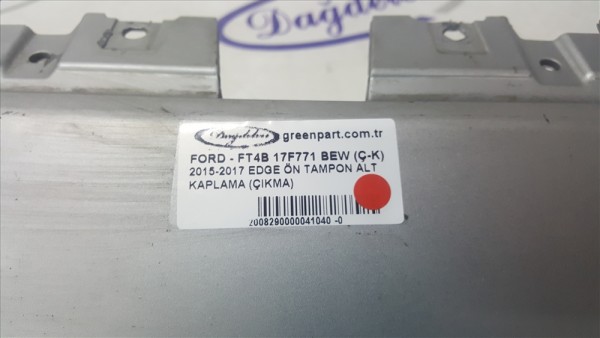 Dağdelen
Dağdelen greenpart.com.tr
FORD - FT4B 17F771 BEW (Ç-K)
2015-2017 EDGE ÖN TAMPON ALT
KAPLAMA (ÇIKMA)
2008290000041040 -0